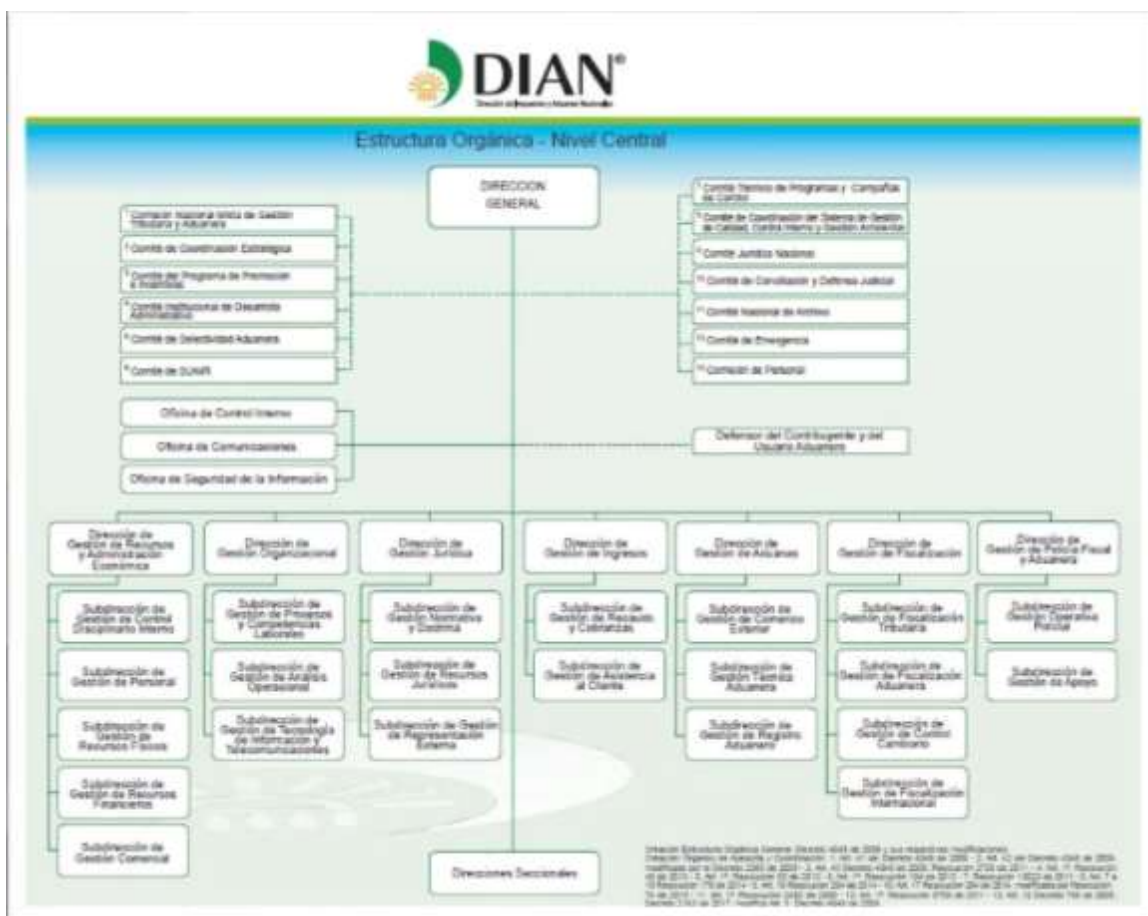 DIAN®
Dirección de Impuestos y Aduanas Nacionales
Estructura Orgánica - Nivel Central
DIRECCION
GENERAL
Comisión Nacional Mixta de Gestión
Tributaria y Aduanera
Comité de Coordinación Estratégica
Comité del Programa de Promoción
e Incentivos
Comité Institucional de Desarrollo
Administrativo
Comité de Selectividad Aduanera
Comité de
Comité Técnico de Programas y Campañas
de Control
Comité de Coordinación del Sistema de Gestión
de Calidad, Control Interno y Gestión Ambiental
Comité Jurídico Nacional
Comité de Conciliación y Defensa Judicial
Comité Nacional de Archivo
Comité de Emergencia
Comisión de Personal
Oficina de Control Interno
Oficina de Comunicaciones
Oficina de Seguridad de la Información
Defensor del Contribuyente y del
Usuario Aduanero
Dirección de
Gestión de Recursos
y Administración
Económica
Subdirección de
Gestión de Control
Disciplinario Interno
Subdirección de
Gestión de Personal
Subdirección de
Gestión de
Recursos Físicos
Subdirección de
Gestión de Recursos
Financieros
Subdirección de
Gestión Comercial
Dirección de
Gestión Organizacional
Subdirección de
Gestión de Procesos
y Competencias
Laborales
Subdirección de
Gestión de Análisis
Operacional
Subdirección de
Gestión de Tecnología
de Información y
Telecomunicaciones
Dirección de
Gestión Jurídica
Subdirección de
Gestión Normativa
y Doctrina
Subdirección de
Gestión de Recursos
Jurídicos
Subdirección de Gestión
de Representación
Externa
Dirección de
Gestión de Ingresos
Subdirección de
Gestión de Recaudo
y Cobranzas
Subdirección de
Gestión de Asistencia
al Cliente
Dirección de
Gestión de Aduanas
Subdirección de
Gestión de Comercio
Exterior
Subdirección de
Gestión Técnica
Aduanera
Subdirección de
Gestión de Registro
Aduanero
Dirección de
Gestión de Fiscalización
Subdirección de
Gestión de Fiscalización
Tributaria
Subdirección de
Gestión de Fiscalización
Aduanera
Subdirección de
Gestión de Control
Cambiario
Subdirección de
Gestión de Fiscalización
Internacional
Dirección de
Gestión de Policía Fiscal
y Aduanera
Subdirección de
Gestión Operativa
Policial
Subdirección de
Gestión de Apoyo
Direcciones Seccionales